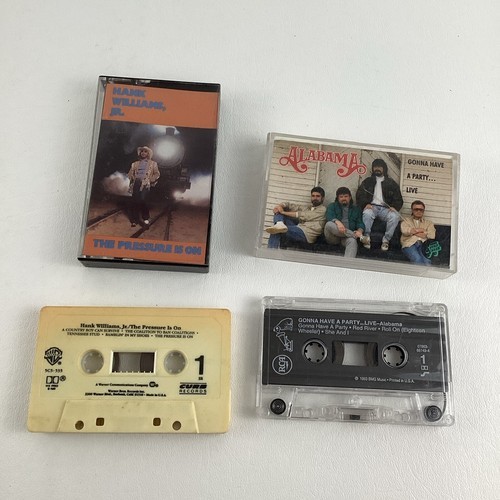 HANK
WILLIAMS,
JR.
THE PRESSURE IS ON
ALABAMA
GONNA HAVE
A PARTY...
LIVE
Hank Williams, Jr./The Pressure Is On
A COUNTRY BOY CAN SURVIVE • THE COALITION TO BAN COALITIONS •
TENNESSEE STUD • RAMBLIN' IN MY SHOES • THE PRESSURE IS ON
1
A Warner Communications Company
CURB
RECORDS
GONNA HAVE A PARTY...LIVE–Alabama
Gonna Have A Party • Red River • Roll On (Eighteen
Wheeler) • She And I
RCA
1